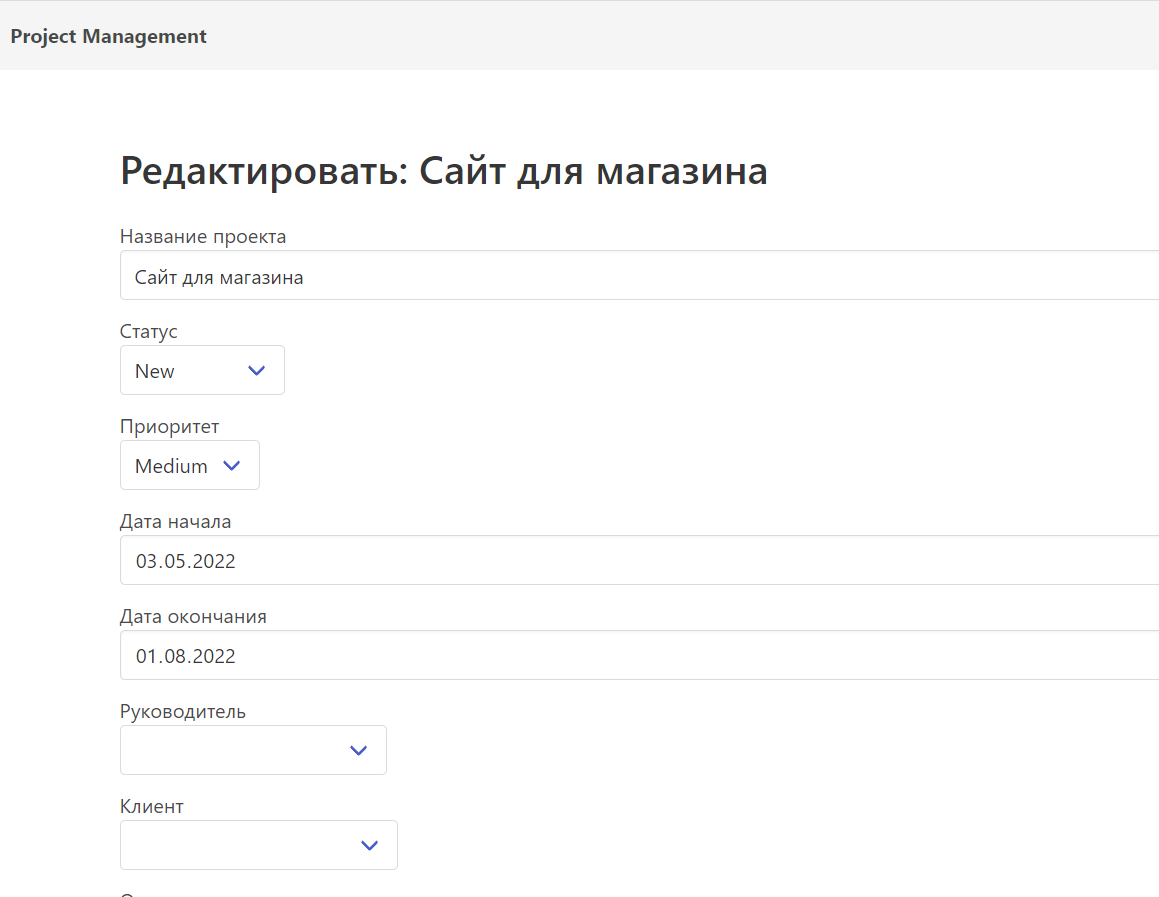 Project Management
Редактировать: Сайт для магазина
Название проекта
Сайт для магазина
Статус
New
Приоритет
Medium
Дата начала
03.05.2022
Дата окончания
01.08.2022
Руководитель
Клиент